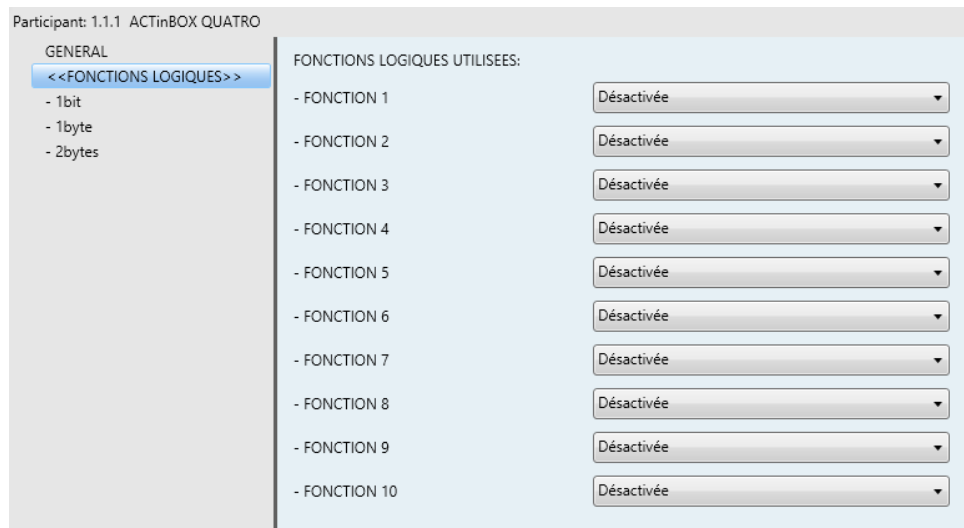 Participant: 1.1.1 ACTinBOX QUATRO
GENERAL
<<FONCTIONS LOGIQUES>>
- 1bit
- 1byte
- 2bytes
FONCTIONS LOGIQUES UTILISEES:
- FONCTION 1 Désactivée
- FONCTION 2 Désactivée
- FONCTION 3 Désactivée
- FONCTION 4 Désactivée
- FONCTION 5 Désactivée
- FONCTION 6 Désactivée
- FONCTION 7 Désactivée
- FONCTION 8 Désactivée
- FONCTION 9 Désactivée
- FONCTION 10 Désactivée